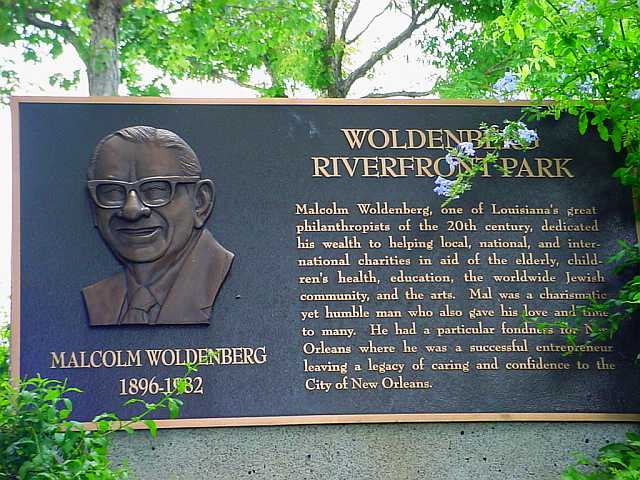 WOLDENBERG
RIVERFRONT PARK
Malcolm Woldenberg, one of Louisiana's great
philanthropists of the 20th century, dedicated
his wealth to helping local, national, and inter-
national charities in aid of the elderly, child-
ren's health, education, the worldwide Jewish
community, and the arts. Mal was a charismatic
yet humble man who also gave his love and time
to many. He had a particular fondness for New
Orleans where he was a successful entrepreneur
leaving a legacy of caring and confidence to the
City of New Orleans.
MALCOLM WOLDENBERG
1896-1982